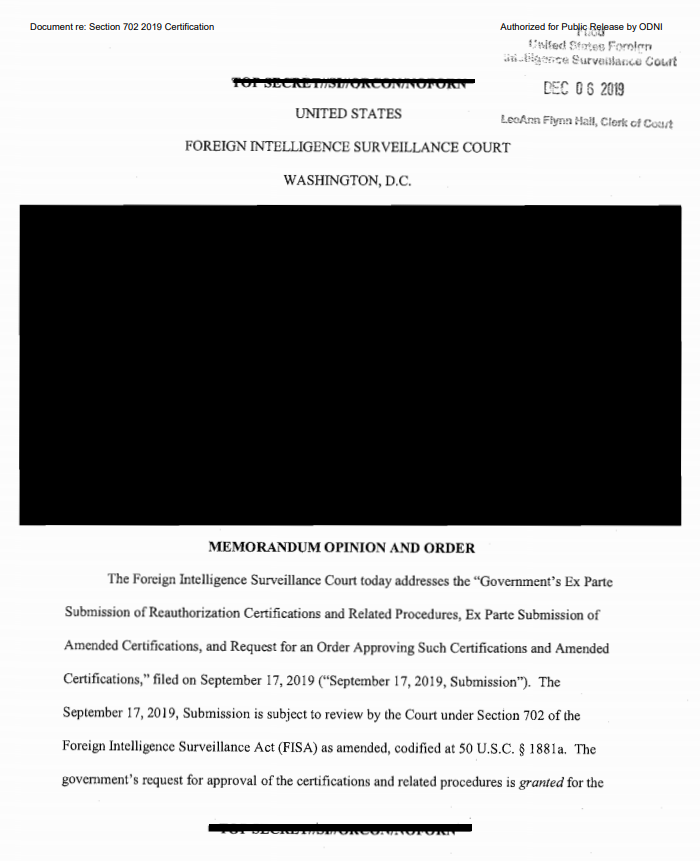 Document re: Section 702 2019 Certification
Authorized for Public Release by ODNI
Filed
United States Foreign
Intelligence Surveillance Court
TOP SECRET//SI//ORCON/NOFORN
DEC 06 2019
UNITED STATES
LeeAnn Flynn Hall, Clerk of Court
FOREIGN INTELLIGENCE SURVEILLANCE COURT
WASHINGTON, D.C.
MEMORANDUM OPINION AND ORDER
The Foreign Intelligence Surveillance Court today addresses the “Government’s Ex Parte
Submission of Reauthorization Certifications and Related Procedures, Ex Parte Submission of
Amended Certifications, and Request for an Order Approving Such Certifications and Amended
Certifications,” filed on September 17, 2019 (“September 17, 2019, Submission”). The
September 17, 2019, Submission is subject to review by the Court under Section 702 of the
Foreign Intelligence Surveillance Act (FISA) as amended, codified at 50 U.S.C. § 1881a. The
government’s request for approval of the certifications and related procedures is granted for the
TOP SECRET//SI//ORCON/NOFORN